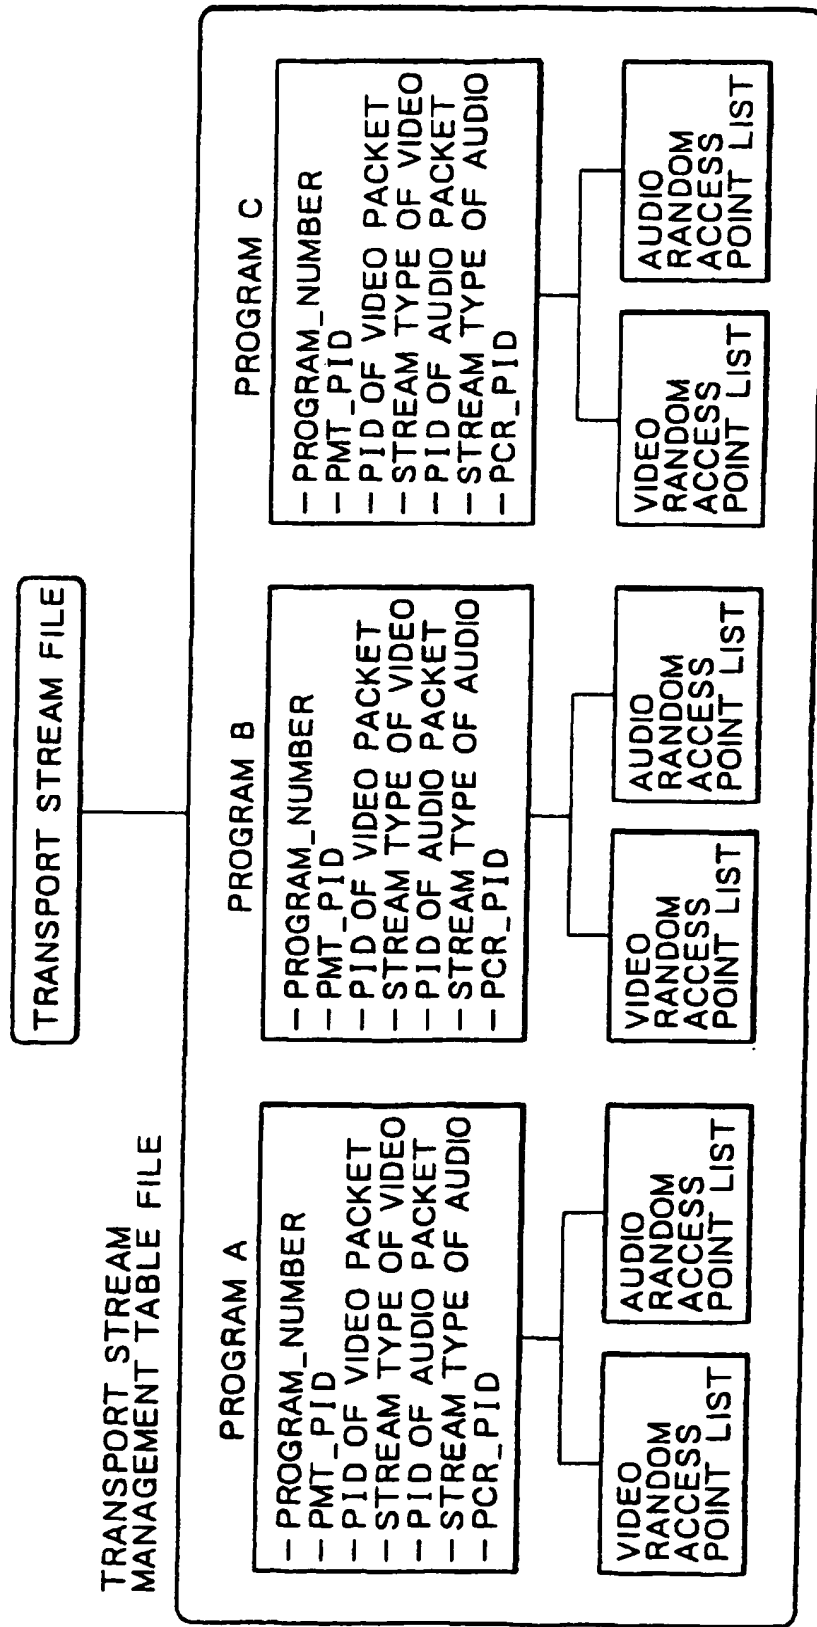 TRANSPORT STREAM FILE
TRANSPORT STREAM
MANAGEMENT TABLE FILE
PROGRAM A
– PROGRAM_NUMBER
– PMT_PID
– PID OF VIDEO PACKET
– STREAM TYPE OF VIDEO
– PID OF AUDIO PACKET
– STREAM TYPE OF AUDIO
– PCR_PID
VIDEO
RANDOM
ACCESS
POINT LIST
AUDIO
RANDOM
ACCESS
POINT LIST
PROGRAM B
– PROGRAM_NUMBER
– PMT_PID
– PID OF VIDEO PACKET
– STREAM TYPE OF VIDEO
– PID OF AUDIO PACKET
– STREAM TYPE OF AUDIO
– PCR_PID
VIDEO
RANDOM
ACCESS
POINT LIST
AUDIO
RANDOM
ACCESS
POINT LIST
PROGRAM C
– PROGRAM_NUMBER
– PMT_PID
– PID OF VIDEO PACKET
– STREAM TYPE OF VIDEO
– PID OF AUDIO PACKET
– STREAM TYPE OF AUDIO
– PCR_PID
VIDEO
RANDOM
ACCESS
POINT LIST
AUDIO
RANDOM
ACCESS
POINT LIST